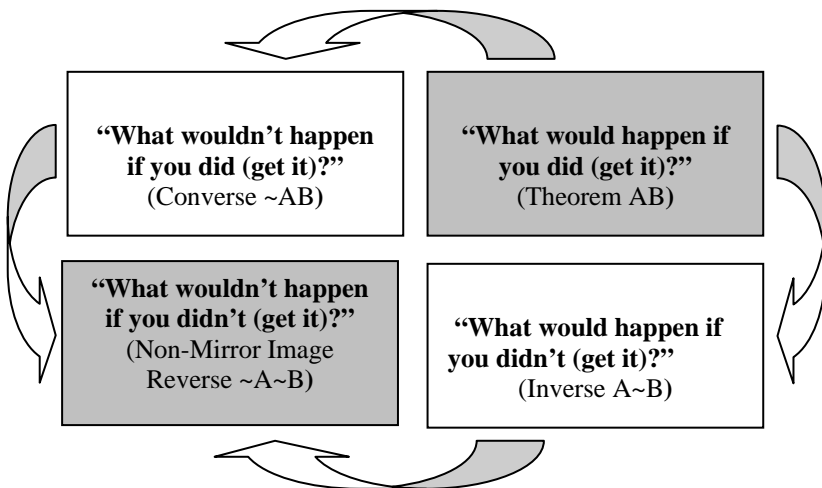 “What wouldn’t happen
if you did (get it)?”
(Converse ~AB)
“What would happen if
you did (get it)?”
(Theorem AB)
“What wouldn’t happen
if you didn’t (get it)?”
(Non-Mirror Image
Reverse ~A~B)
“What would happen if
you didn’t (get it)?”
(Inverse A~B)